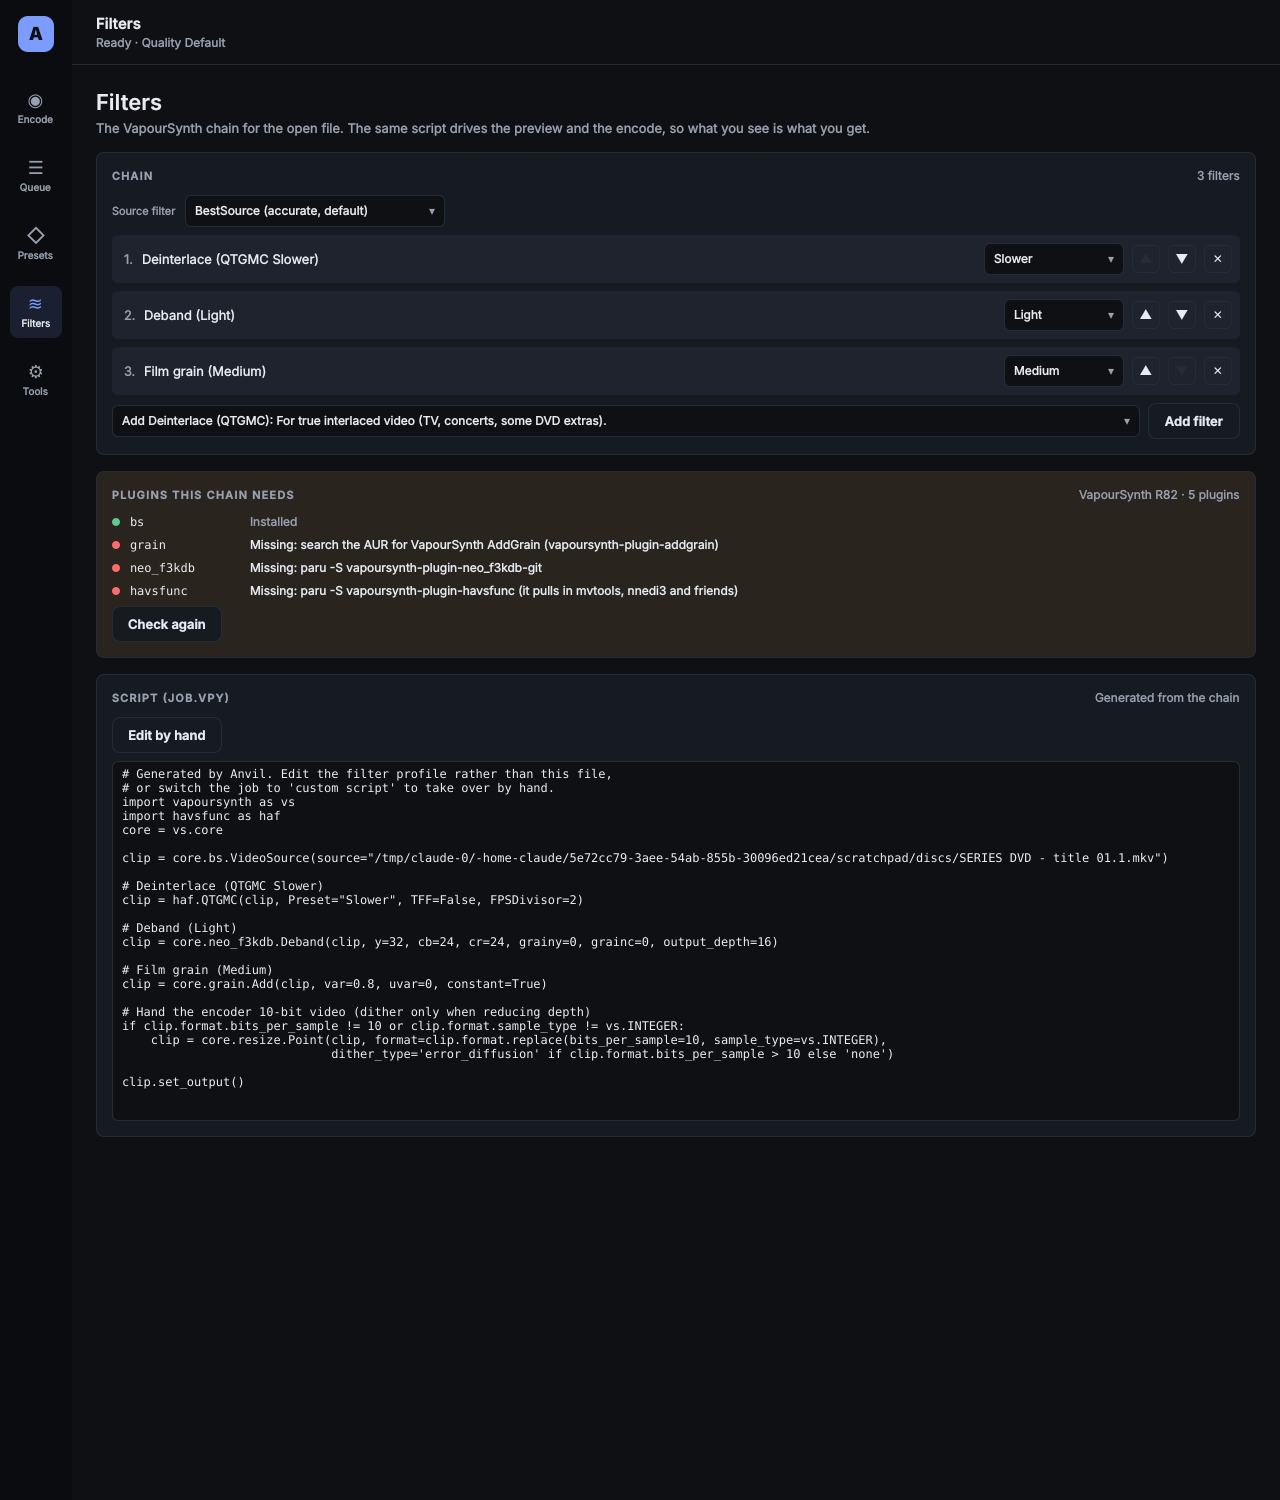 A
Filters
Ready · Quality Default
Encode
Queue
Presets
Filters
Tools
Filters
The VapourSynth chain for the open file. The same script drives the preview and the encode, so what you see is what you get.
CHAIN
3 filters
Source filter
BestSource (accurate, default)
1. Deinterlace (QTGMC Slower)
Slower
2. Deband (Light)
Light
3. Film grain (Medium)
Medium
Add Deinterlace (QTGMC): For true interlaced video (TV, concerts, some DVD extras).
Add filter
PLUGINS THIS CHAIN NEEDS
VapourSynth R82 · 5 plugins
bs Installed
grain Missing: search the AUR for VapourSynth AddGrain (vapoursynth-plugin-addgrain)
neo_f3kdb Missing: paru -S vapoursynth-plugin-neo_f3kdb-git
havsfunc Missing: paru -S vapoursynth-plugin-havsfunc (it pulls in mvtools, nnedi3 and friends)
Check again
SCRIPT (JOB.VPY)
Generated from the chain
Edit by hand
# Generated by Anvil. Edit the filter profile rather than this file,
# or switch the job to 'custom script' to take over by hand.
import vapoursynth as vs
import havsfunc as haf
core = vs.core
clip = core.bs.VideoSource(source="/tmp/claude-0/-home-claude/5e72cc79-3aee-54ab-855b-30096ed21cea/scratchpad/discs/SERIES DVD - title 01.1.mkv")
# Deinterlace (QTGMC Slower)
clip = haf.QTGMC(clip, Preset="Slower", TFF=False, FPSDivisor=2)
# Deband (Light)
clip = core.neo_f3kdb.Deband(clip, y=32, cb=24, cr=24, grainy=0, grainc=0, output_depth=16)
# Film grain (Medium)
clip = core.grain.Add(clip, var=0.8, uvar=0, constant=True)
# Hand the encoder 10-bit video (dither only when reducing depth)
if clip.format.bits_per_sample != 10 or clip.format.sample_type != vs.INTEGER:
    clip = core.resize.Point(clip, format=clip.format.replace(bits_per_sample=10, sample_type=vs.INTEGER),
                             dither_type='error_diffusion' if clip.format.bits_per_sample > 10 else 'none')
clip.set_output()